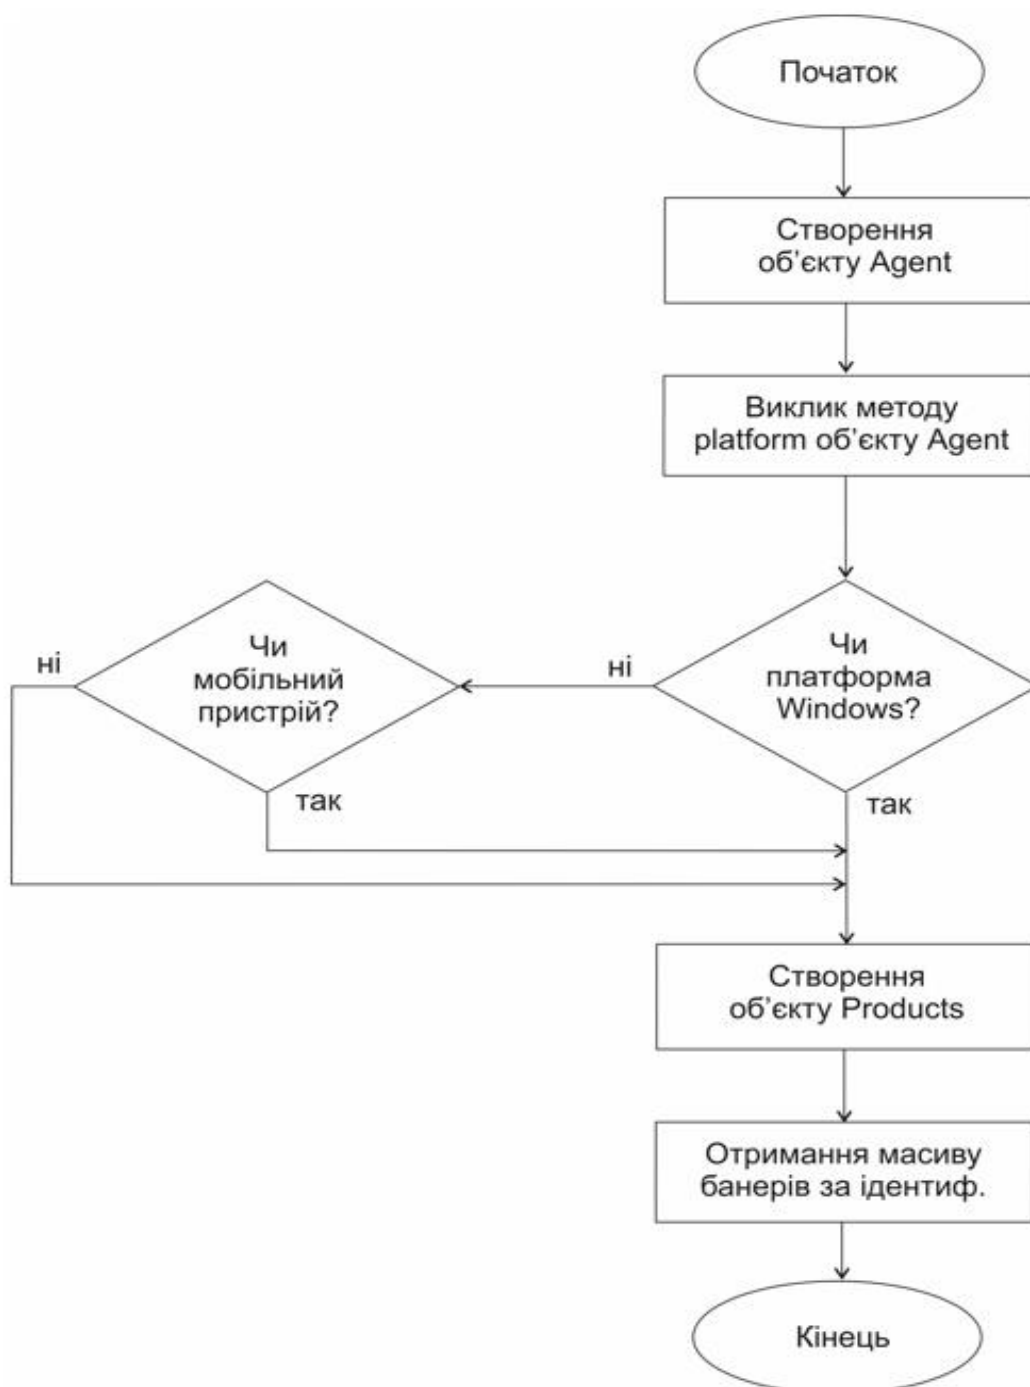 Початок
Створення
об’єкту Agent
Виклик методу
platform об’єкту Agent
Чи
платформа
Windows?
ні
так
Чи
мобільний
пристрій?
ні
так
Створення
об’єкту Products
Отримання масиву
банерів за ідентиф.
Кінець